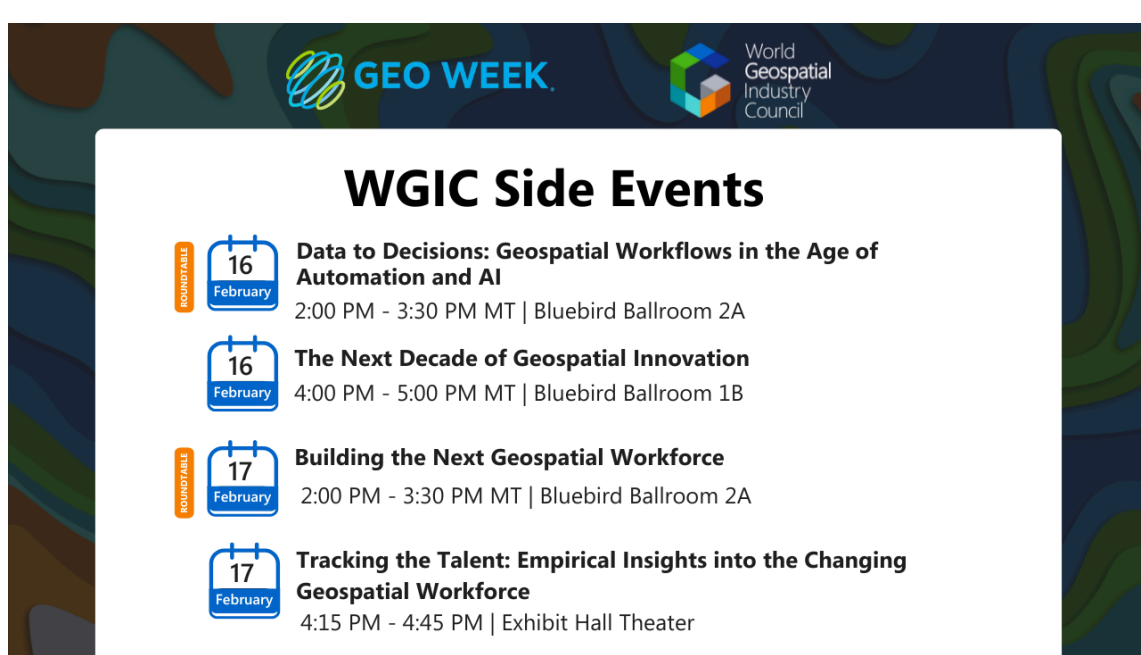 GEO WEEK.
World
Geospatial
Industry
Council
WGIC Side Events
ROUNDTABLE
16
February
Data to Decisions: Geospatial Workflows in the Age of
Automation and AI
2:00 PM - 3:30 PM MT | Bluebird Ballroom 2A
16
February
The Next Decade of Geospatial Innovation
4:00 PM - 5:00 PM MT | Bluebird Ballroom 1B
ROUNDTABLE
17
February
Building the Next Geospatial Workforce
2:00 PM - 3:30 PM MT | Bluebird Ballroom 2A
17
February
Tracking the Talent: Empirical Insights into the Changing
Geospatial Workforce
4:15 PM - 4:45 PM | Exhibit Hall Theater